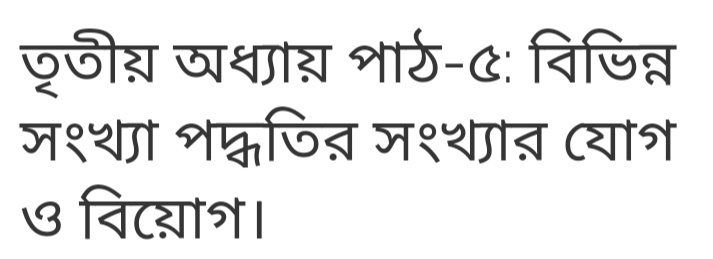 তৃতীয় অধ্যায় পাঠ-৫: বিভিন্ন
সংখ্যা পদ্ধতির সংখ্যার যোগ
ও বিয়োগ।